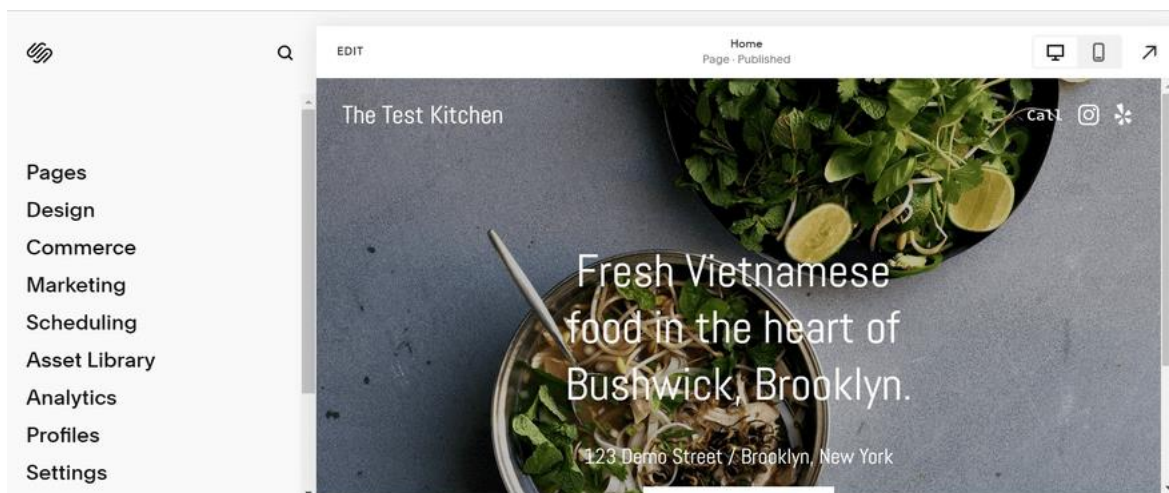 EDIT
Home
Page · Published
Pages
Design
Commerce
Marketing
Scheduling
Asset Library
Analytics
Profiles
Settings
The Test Kitchen
Call
Fresh Vietnamese
food in the heart of
Bushwick, Brooklyn.
123 Demo Street / Brooklyn, New York